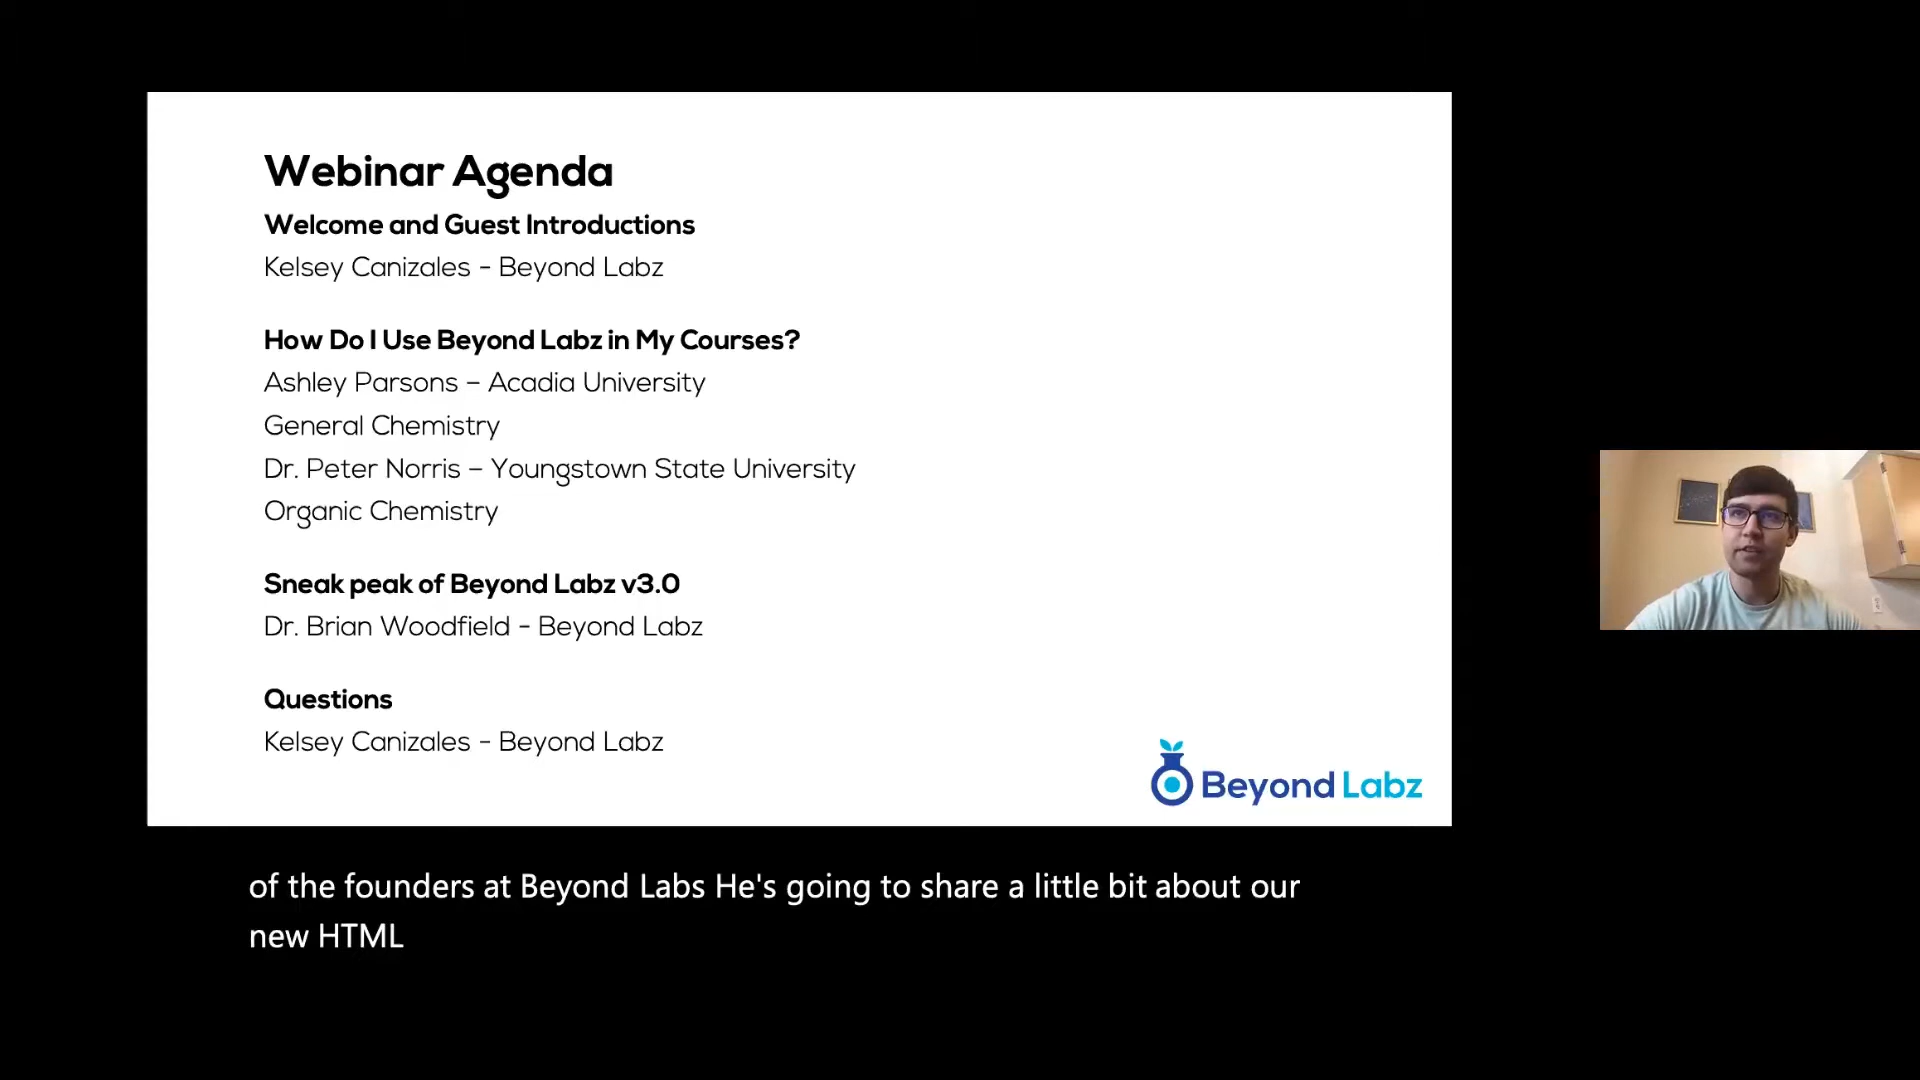 Webinar Agenda
Welcome and Guest Introductions
Kelsey Canizales - Beyond Labz
How Do I Use Beyond Labz in My Courses?
Ashley Parsons – Acadia University
General Chemistry
Dr. Peter Norris – Youngstown State University
Organic Chemistry
Sneak peak of Beyond Labz v3.0
Dr. Brian Woodfield - Beyond Labz
Questions
Kelsey Canizales - Beyond Labz
Beyond Labz
of the founders at Beyond Labs He's going to share a little bit about our
new HTML